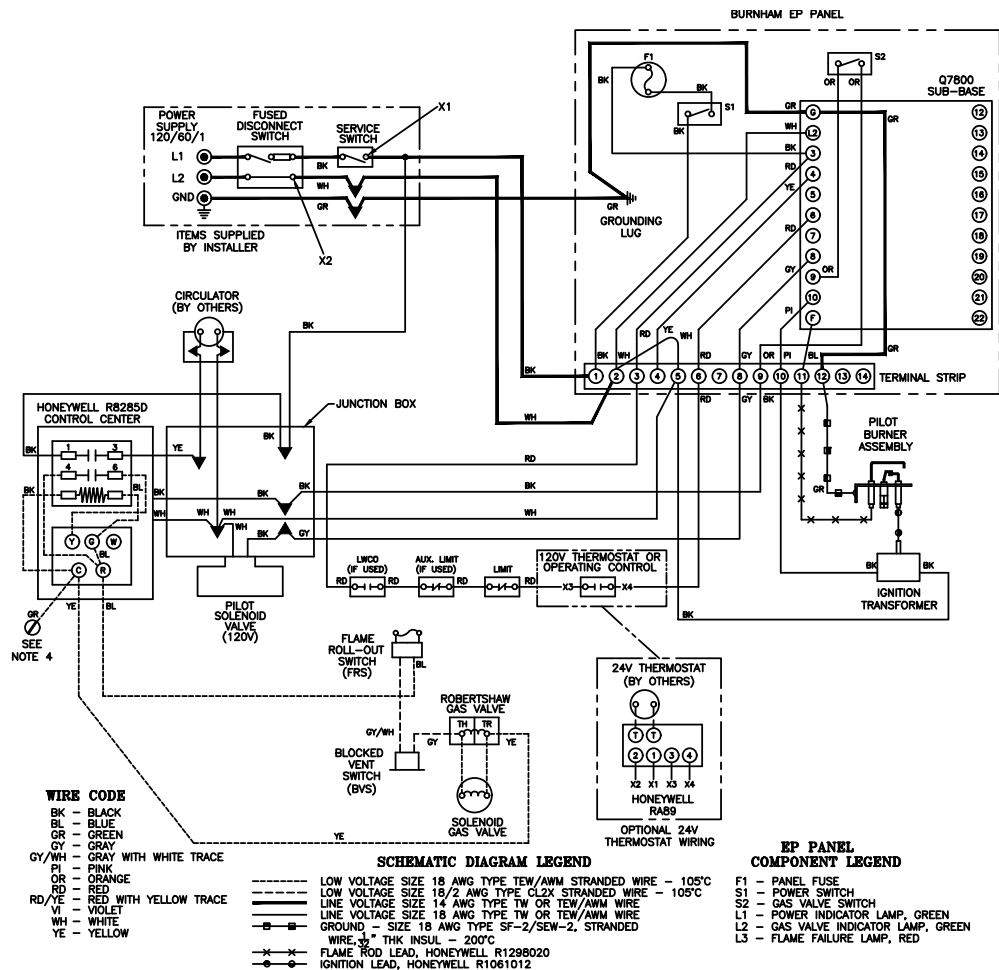 BURNHAM EP PANEL
F1
S2
BK
BK
OR OR
Q7800
SUB-BASE
S1
BK
GR
G
GR
12
WH
L2
13
BK
3
14
RD
4
15
YE
5
16
6
17
RD
7
18
8
19
GY
9
OR
20
10
21
PI
F
22
GR
GROUNDING
LUG
X1
POWER
SUPPLY
120/60/1
FUSED
DISCONNECT
SWITCH
SERVICE
SWITCH
L1
BK
L2
WH
GND
GR
ITEMS SUPPLIED
BY INSTALLER
X2
CIRCULATOR
(BY OTHERS)
BK
RD
YE
WH
BK
WH
RD
GY
OR
PI
BL
GR
BK
1 2 3 4 5 6 7 8 9 10 11 12 13 14
TERMINAL STRIP
RD
GY
BK
WH
JUNCTION BOX
HONEYWELL R8285D
CONTROL CENTER
BK
1
3
YE
BK
4
6
BK
BL
RD
BK
BK
BK
WH
WH
WH
WH
WH
BK
GY
Y
G
W
BL
C
R
PILOT
BURNER
ASSEMBLY
GR
BK
BK
IGNITION
TRANSFORMER
LWCO
(IF USED)
AUX. LIMIT
(IF USED)
LIMIT
120V THERMOSTAT OR
OPERATING CONTROL
RD
RD
RD
RD
X3
X4
RD
BK
PILOT
SOLENOID
VALVE
(120V)
YE
BL
GR
SEE
NOTE 4
FLAME
ROLL-OUT
SWITCH
(FRS)
BL
24V THERMOSTAT
(BY OTHERS)
T T
2 1 3 4
X2 X1 X3 X4
HONEYWELL
RA89
OPTIONAL 24V
THERMOSTAT WIRING
ROBERTSHAW
GAS VALVE
TH TR
GY/WH
GY
YE
BLOCKED
VENT
SWITCH
(BVS)
SOLENOID
GAS VALVE
YE
WIRE CODE
BK – BLACK
BL – BLUE
GR – GREEN
GY – GRAY
GY/WH – GRAY WITH WHITE TRACE
PI – PINK
OR – ORANGE
RD – RED
RD/YE – RED WITH YELLOW TRACE
VI – VIOLET
WH – WHITE
YE – YELLOW
SCHEMATIC DIAGRAM LEGEND
LOW VOLTAGE SIZE 18 AWG TYPE TEW/AWM STRANDED WIRE – 105°C
LOW VOLTAGE SIZE 18/2 AWG TYPE CL2X STRANDED WIRE – 105°C
LINE VOLTAGE SIZE 14 AWG TYPE TW OR TEW/AWM WIRE
LINE VOLTAGE SIZE 18 AWG TYPE TW OR TEW/AWM WIRE
GROUND – SIZE 18 AWG TYPE SF-2/SEW-2, STRANDED
WIRE, 1/32" THK INSUL – 200°C
FLAME ROD LEAD, HONEYWELL R1298020
IGNITION LEAD, HONEYWELL R1061012
EP PANEL
COMPONENT LEGEND
F1 – PANEL FUSE
S1 – POWER SWITCH
S2 – GAS VALVE SWITCH
L1 – POWER INDICATOR LAMP, GREEN
L2 – GAS VALVE INDICATOR LAMP, GREEN
L3 – FLAME FAILURE LAMP, RED